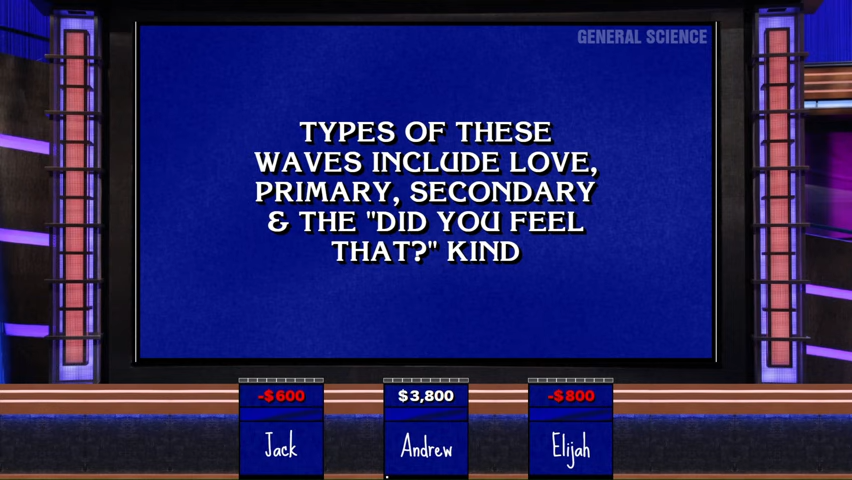 GENERAL SCIENCE
TYPES OF THESE
WAVES INCLUDE LOVE,
PRIMARY, SECONDARY
& THE "DID YOU FEEL
THAT?" KIND
-$600
$3,800
-$800
Jack
Andrew
Elijah